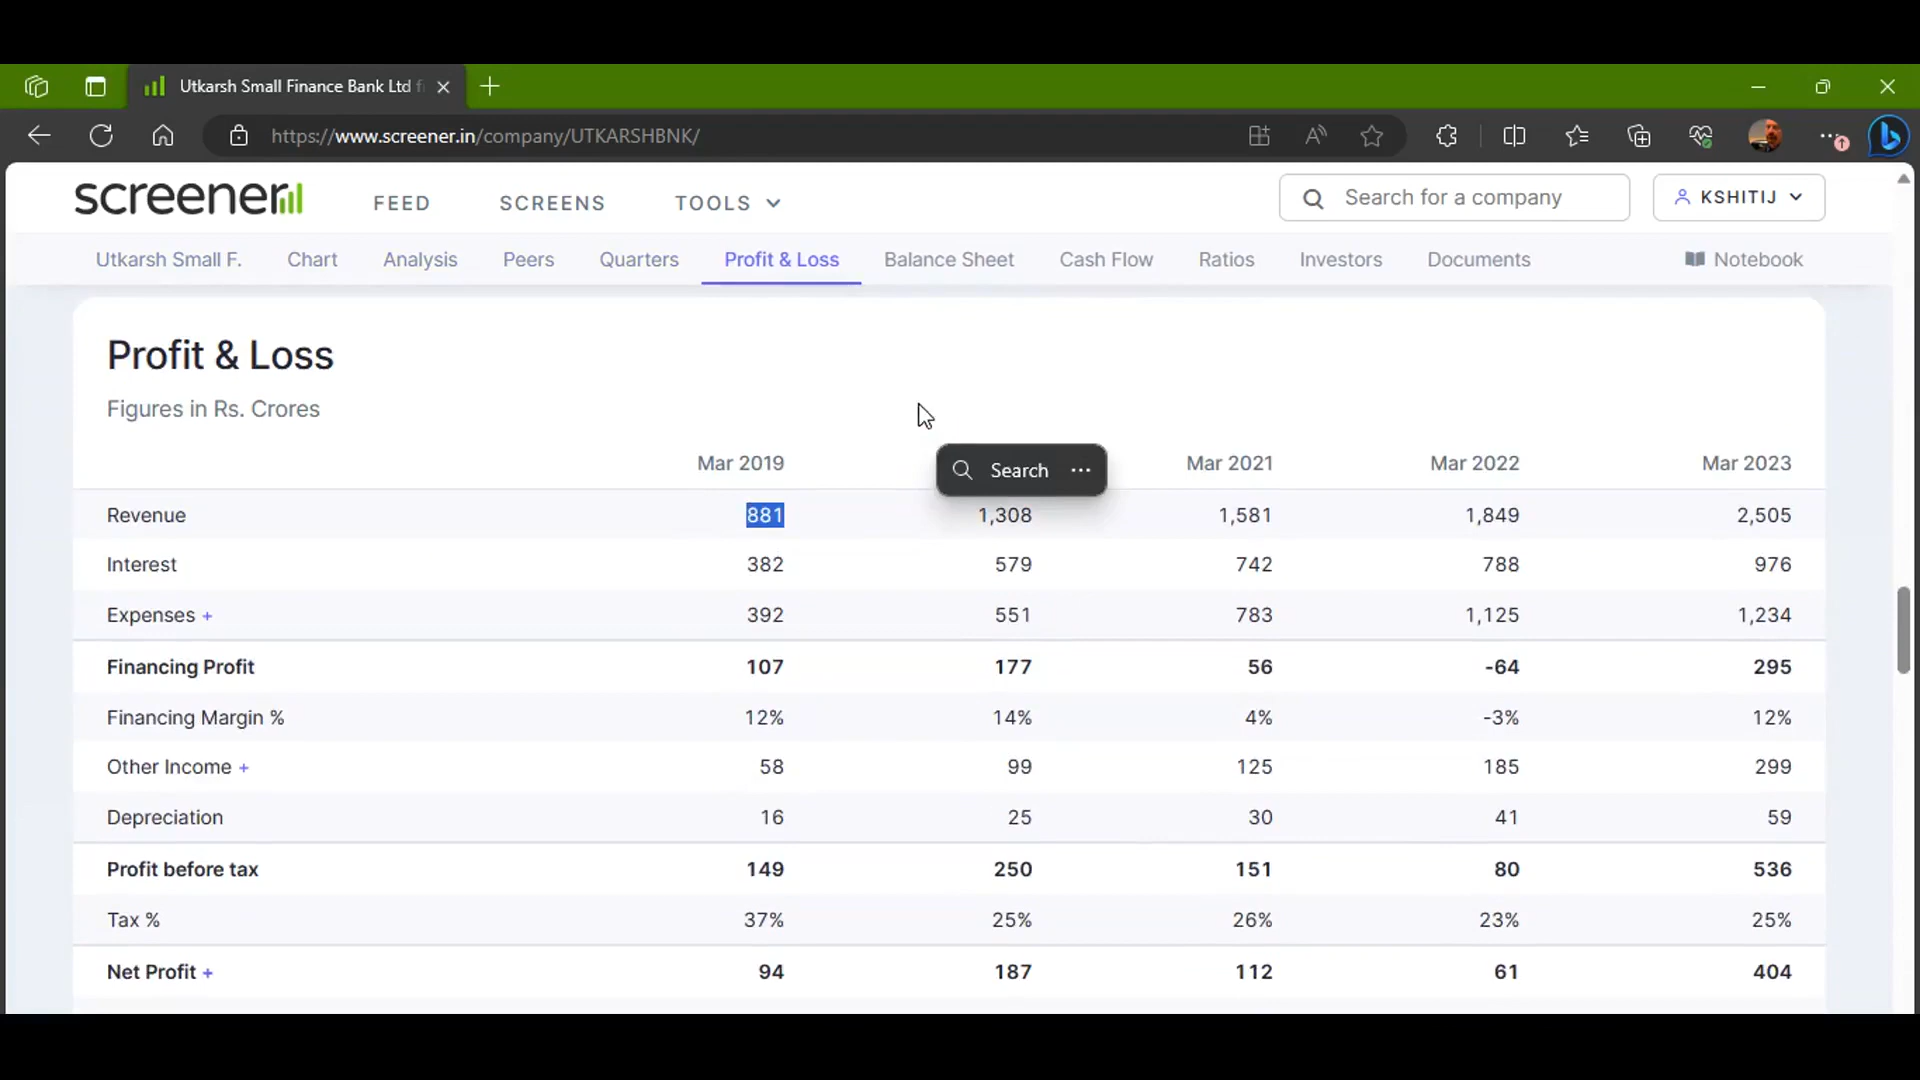 Utkarsh Small Finance Bank Ltd f
https://www.screener.in/company/UTKARSHBNK/
screener
FEED SCREENS TOOLS
Search for a company
KSHITIJ
Utkarsh Small F. Chart Analysis Peers Quarters Profit & Loss Balance Sheet Cash Flow Ratios Investors Documents Notebook
Profit & Loss
Figures in Rs. Crores
Search ...
Mar 2019 Mar 2021 Mar 2022 Mar 2023
Revenue 881 1,308 1,581 1,849 2,505
Interest 382 579 742 788 976
Expenses + 392 551 783 1,125 1,234
Financing Profit 107 177 56 -64 295
Financing Margin % 12% 14% 4% -3% 12%
Other Income + 58 99 125 185 299
Depreciation 16 25 30 41 59
Profit before tax 149 250 151 80 536
Tax % 37% 25% 26% 23% 25%
Net Profit + 94 187 112 61 404